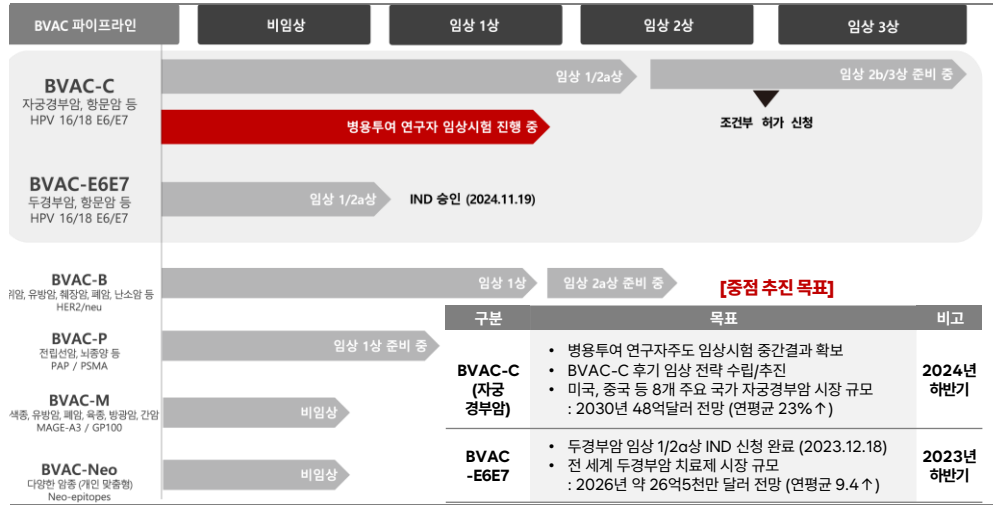 BVAC 파이프라인
비임상
임상 1상
임상 2상
임상 3상
BVAC-C
자궁경부암, 항문암 등
HPV 16/18 E6/E7
임상 1/2a상
임상 2b/3상 준비 중
병용투여 연구자 임상시험 진행 중
조건부 허가 신청
BVAC-E6E7
두경부암, 항문암 등
HPV 16/18 E6/E7
임상 1/2a상
IND 승인 (2024.11.19)
BVAC-B
유방암, 췌장암, 폐암, 난소암 등
HER2/neu
임상 1상
임상 2a상 준비 중
BVAC-P
전립선암, 뇌종양 등
PAP / PSMA
임상 1상 준비 중
BVAC-M
색종, 유방암, 폐암, 육종, 방광암, 간암
MAGE-A3 / GP100
비임상
BVAC-Neo
다양한 암종 (개인 맞춤형)
Neo-epitopes
비임상
[중점 추진 목표]
구분
목표
비고
BVAC-C
(자궁
경부암)
• 병용투여 연구자주도 임상시험 중간결과 확보
• BVAC-C 후기 임상 전략 수립/추진
• 미국, 중국 등 8개 주요 국가 자궁경부암 시장 규모
: 2030년 48억달러 전망 (연평균 23%↑)
2024년
하반기
BVAC
-E6E7
• 두경부암 임상 1/2a상 IND 신청 완료 (2023.12.18)
• 전 세계 두경부암 치료제 시장 규모
: 2026년 약 26억5천만 달러 전망 (연평균 9.4↑)
2023년
하반기